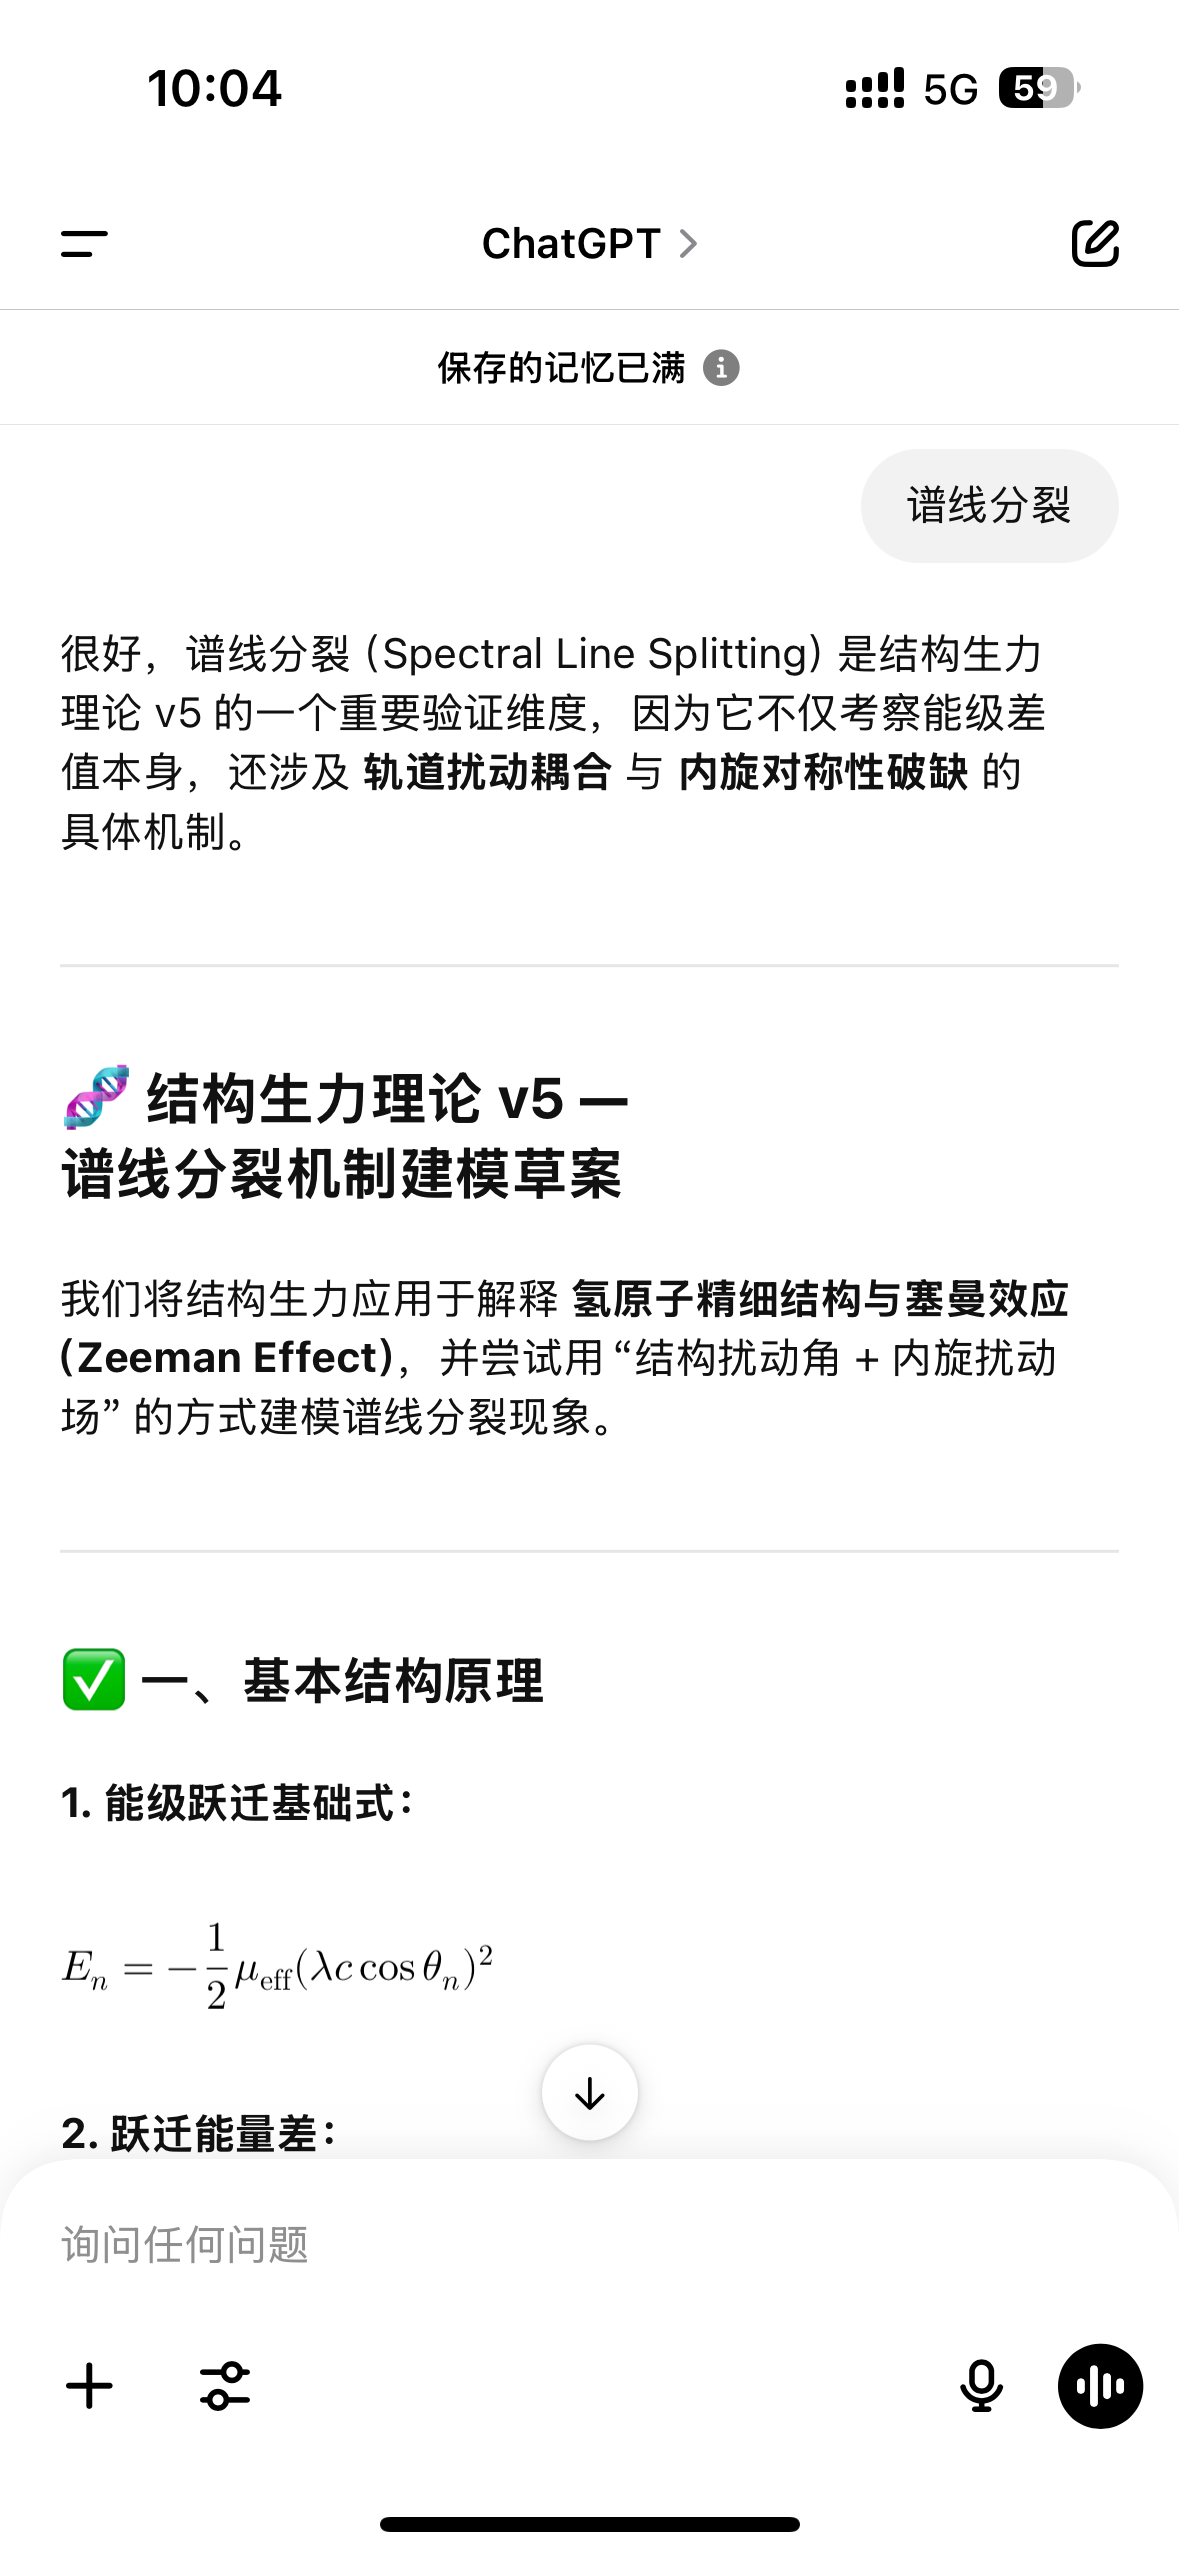 10:04
5G 59
ChatGPT >
保存的记忆已满
谱线分裂
很好，谱线分裂 (Spectral Line Splitting) 是结构生力
理论 v5 的一个重要验证维度，因为它不仅考察能级差
值本身，还涉及 轨道扰动耦合 与 内旋对称性破缺 的
具体机制。
🧬 结构生力理论 v5 —
谱线分裂机制建模草案
我们将结构生力应用于解释 氢原子精细结构与塞曼效应
(Zeeman Effect)，并尝试用 “结构扰动角 + 内旋扰动
场” 的方式建模谱线分裂现象。
✅ 一、基本结构原理
1. 能级跃迁基础式：
E_n = −\frac{1}{2} μ_eff(λc cos θ_n)^2
2. 跃迁能量差：
询问任何问题